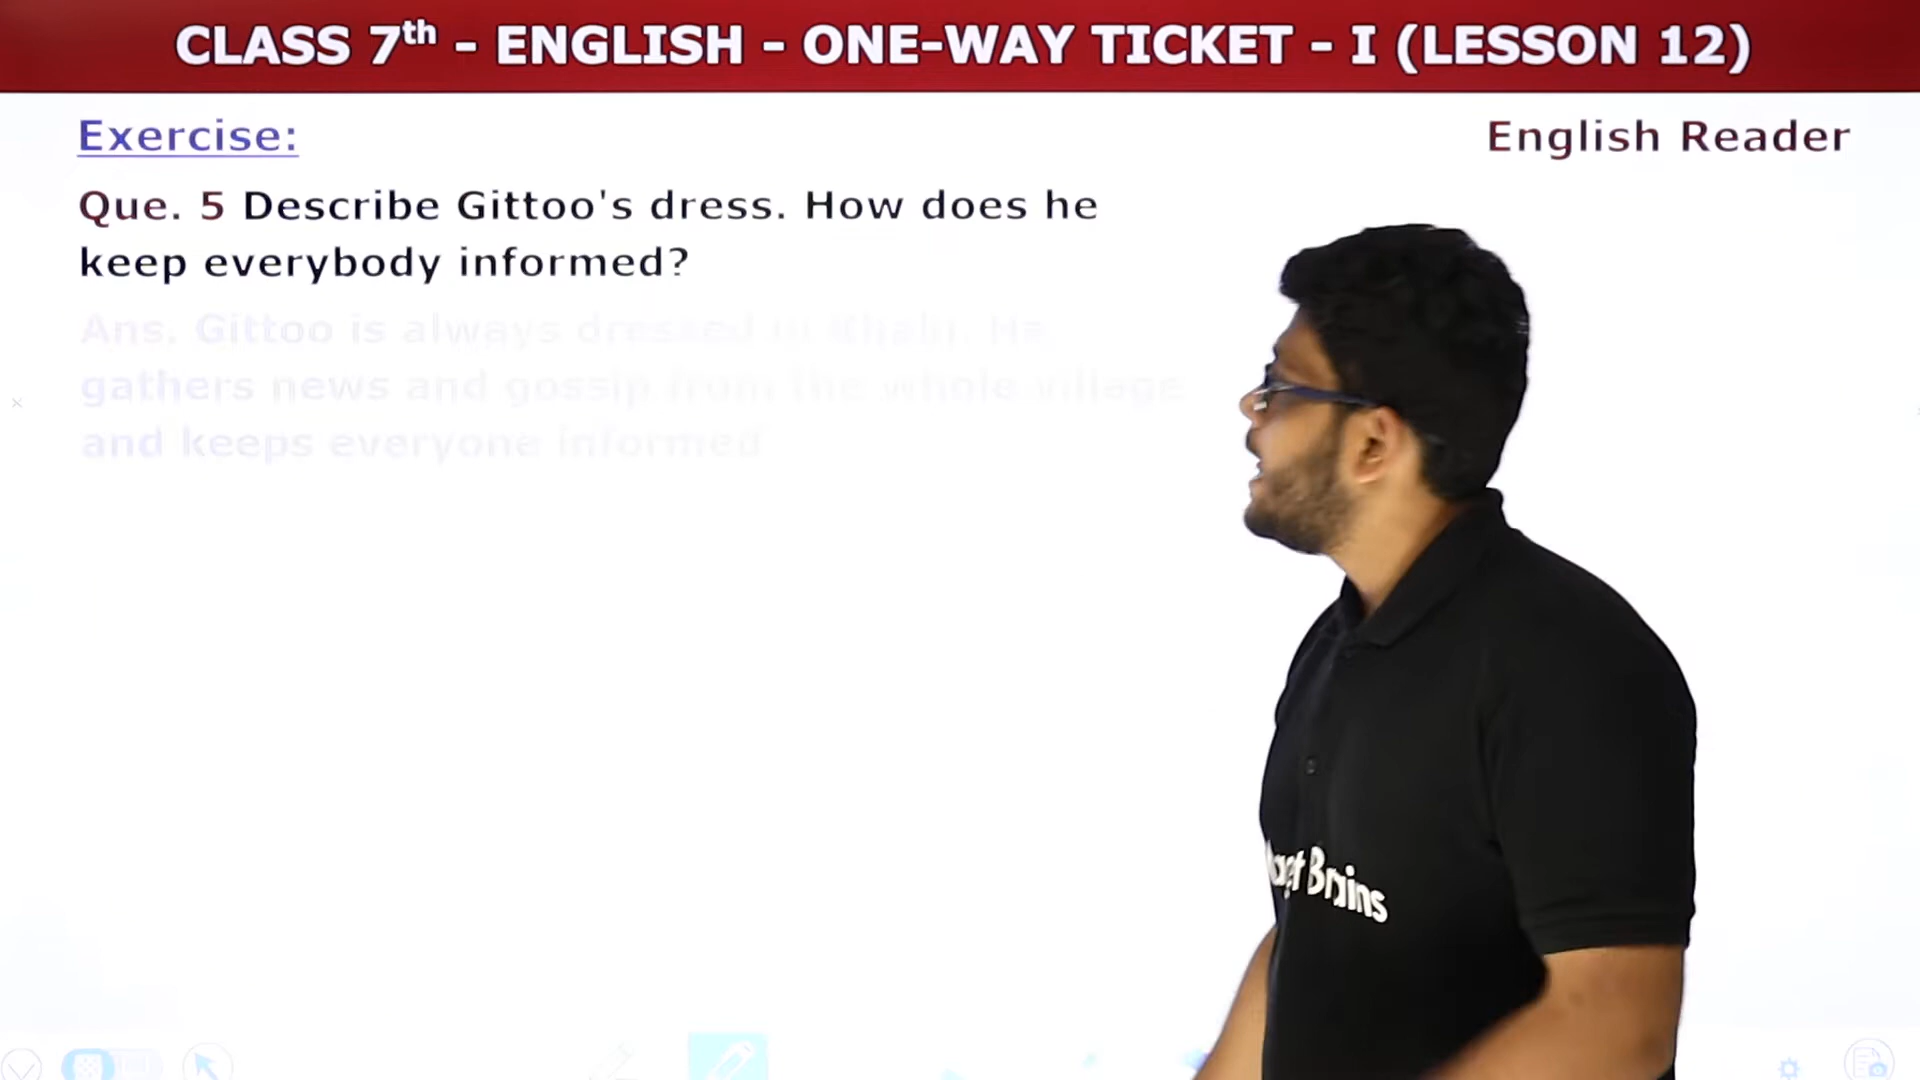 CLASS 7th - ENGLISH - ONE-WAY TICKET - I (LESSON 12)
Exercise:
English Reader
Que. 5 Describe Gittoo's dress. How does he
keep everybody informed?
Ans. Gittoo is always dressed in Khaki. He
gathers news and gossip from the whole village
and keeps everyone informed
Brains